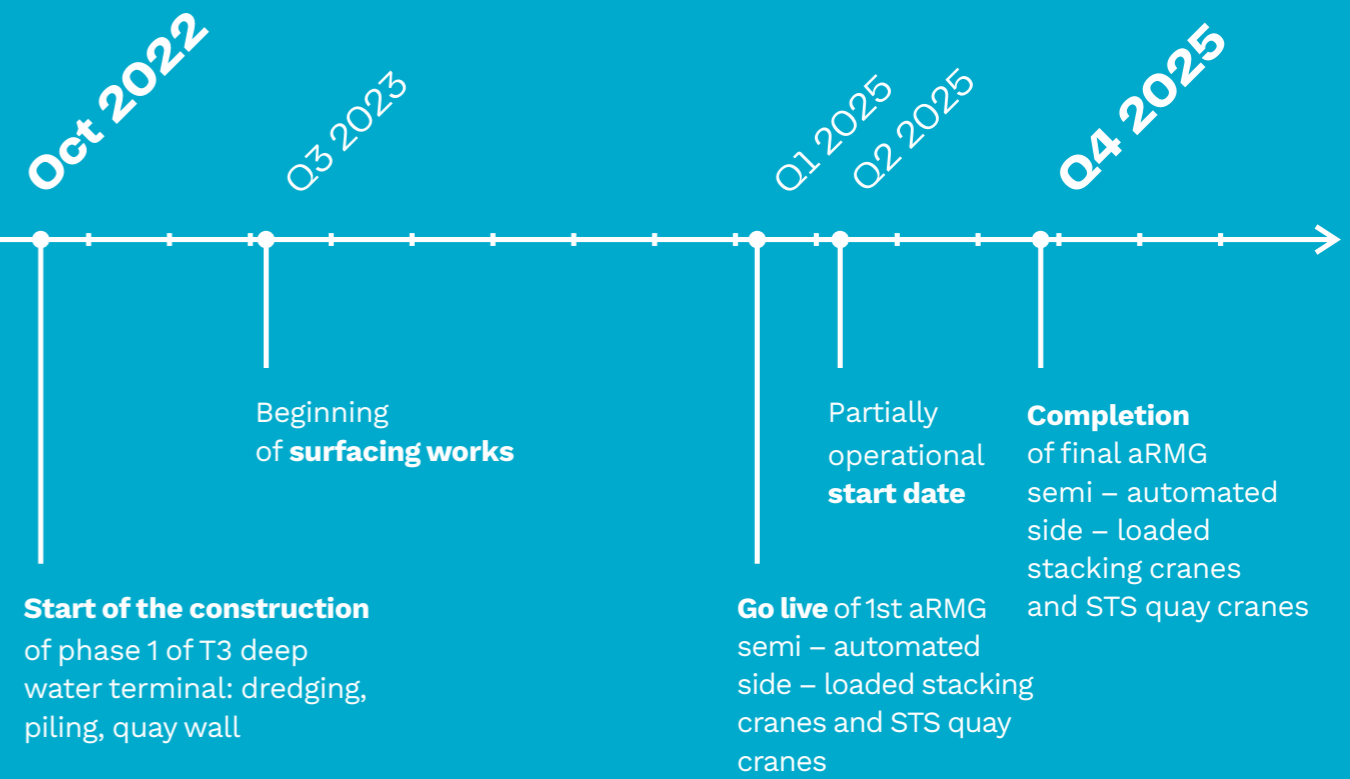 Oct 2022
Q3 2023
Q1 2025
Q2 2025
Q4 2025
Start of the construction
of phase 1 of T3 deep
water terminal: dredging,
piling, quay wall
Beginning
of surfacing works
Go live of 1st aRMG
semi – automated
side – loaded stacking
cranes and STS quay
cranes
Partially
operational
start date
Completion
of final aRMG
semi – automated
side – loaded
stacking cranes
and STS quay cranes